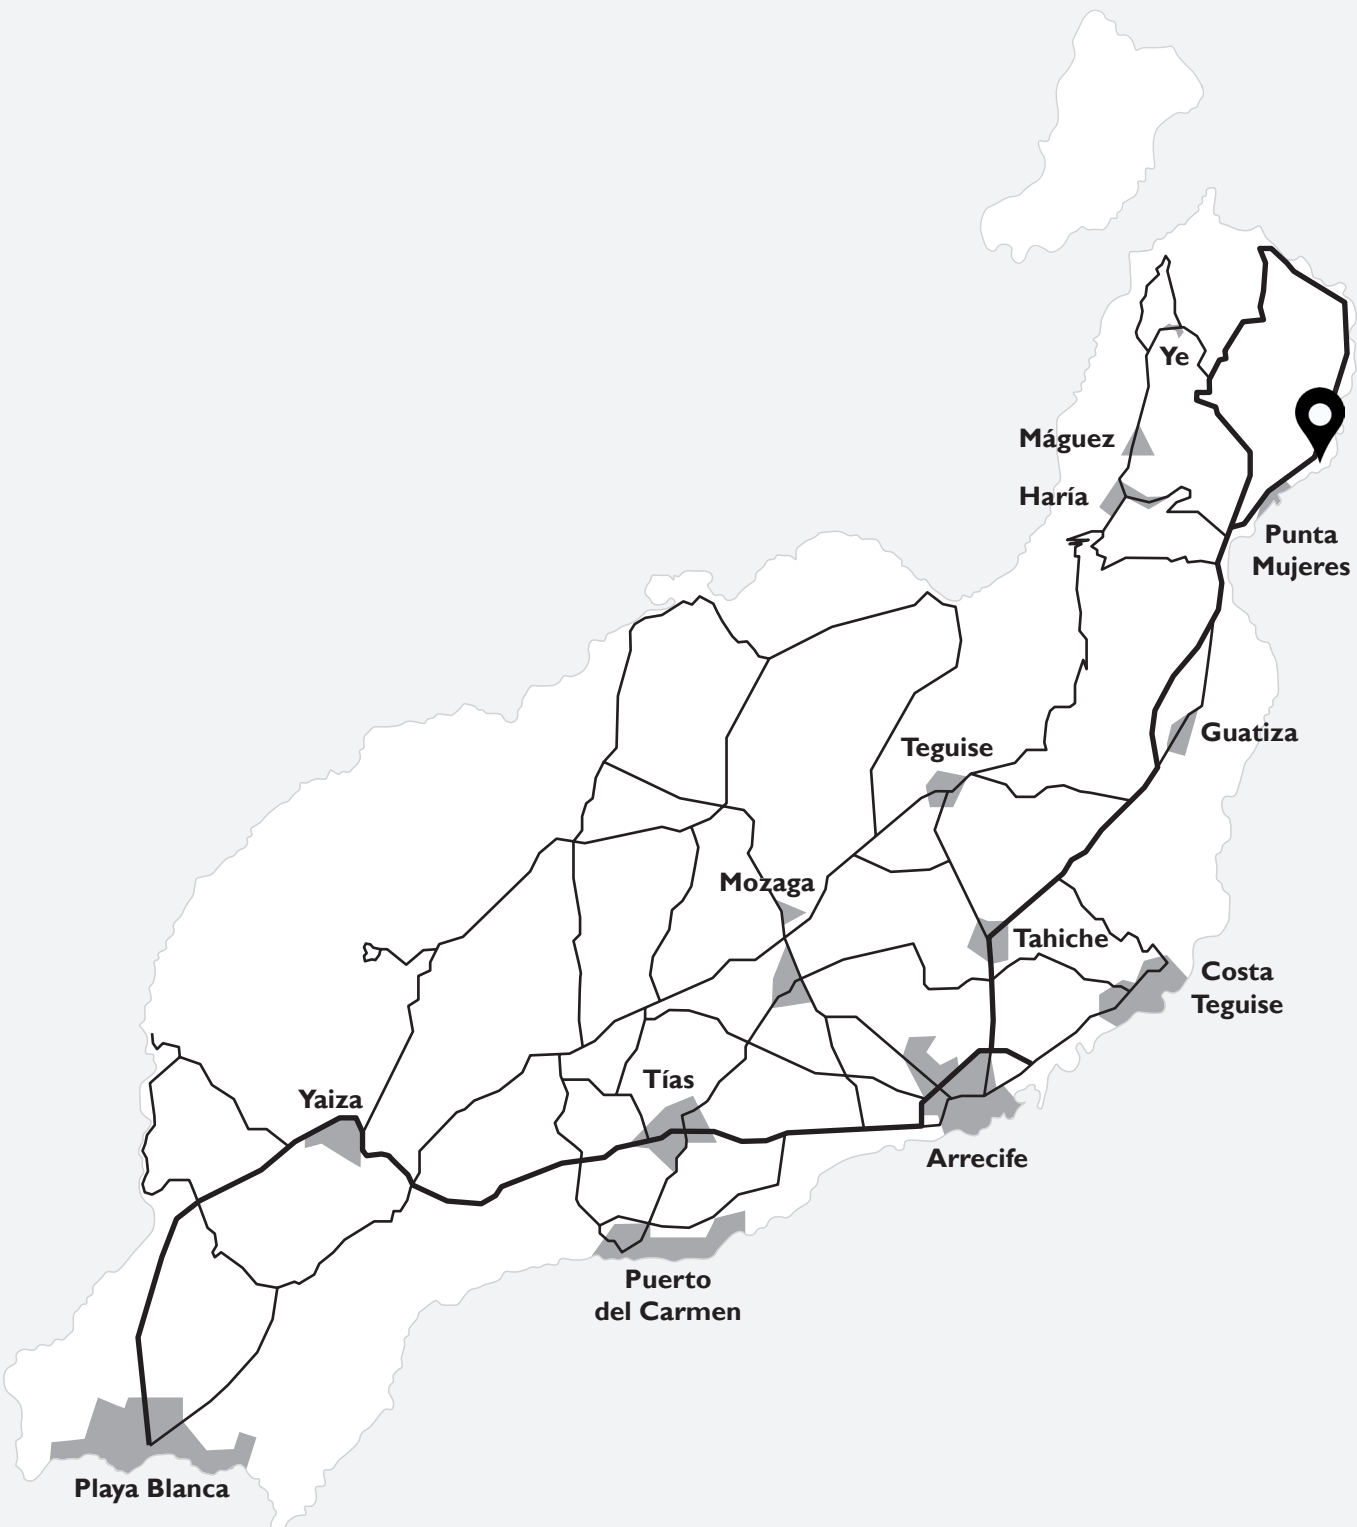 Ye
Máguez
Haría
Punta
Mujeres
Guatiza
Teguise
Mozaga
Tahiche
Costa
Teguise
Tías
Yaiza
Arrecife
Puerto
del Carmen
Playa Blanca